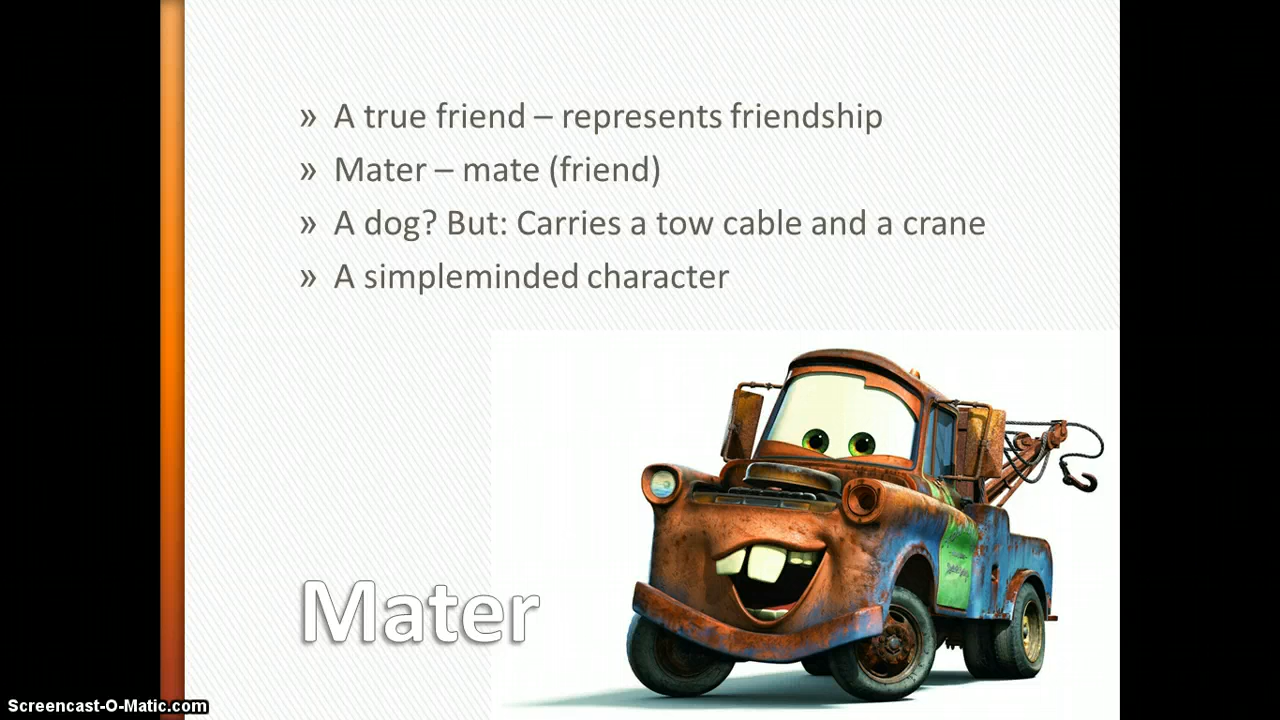 » A true friend – represents friendship
» Mater – mate (friend)
» A dog? But: Carries a tow cable and a crane
» A simpleminded character
Mater
Screencast-O-Matic.com